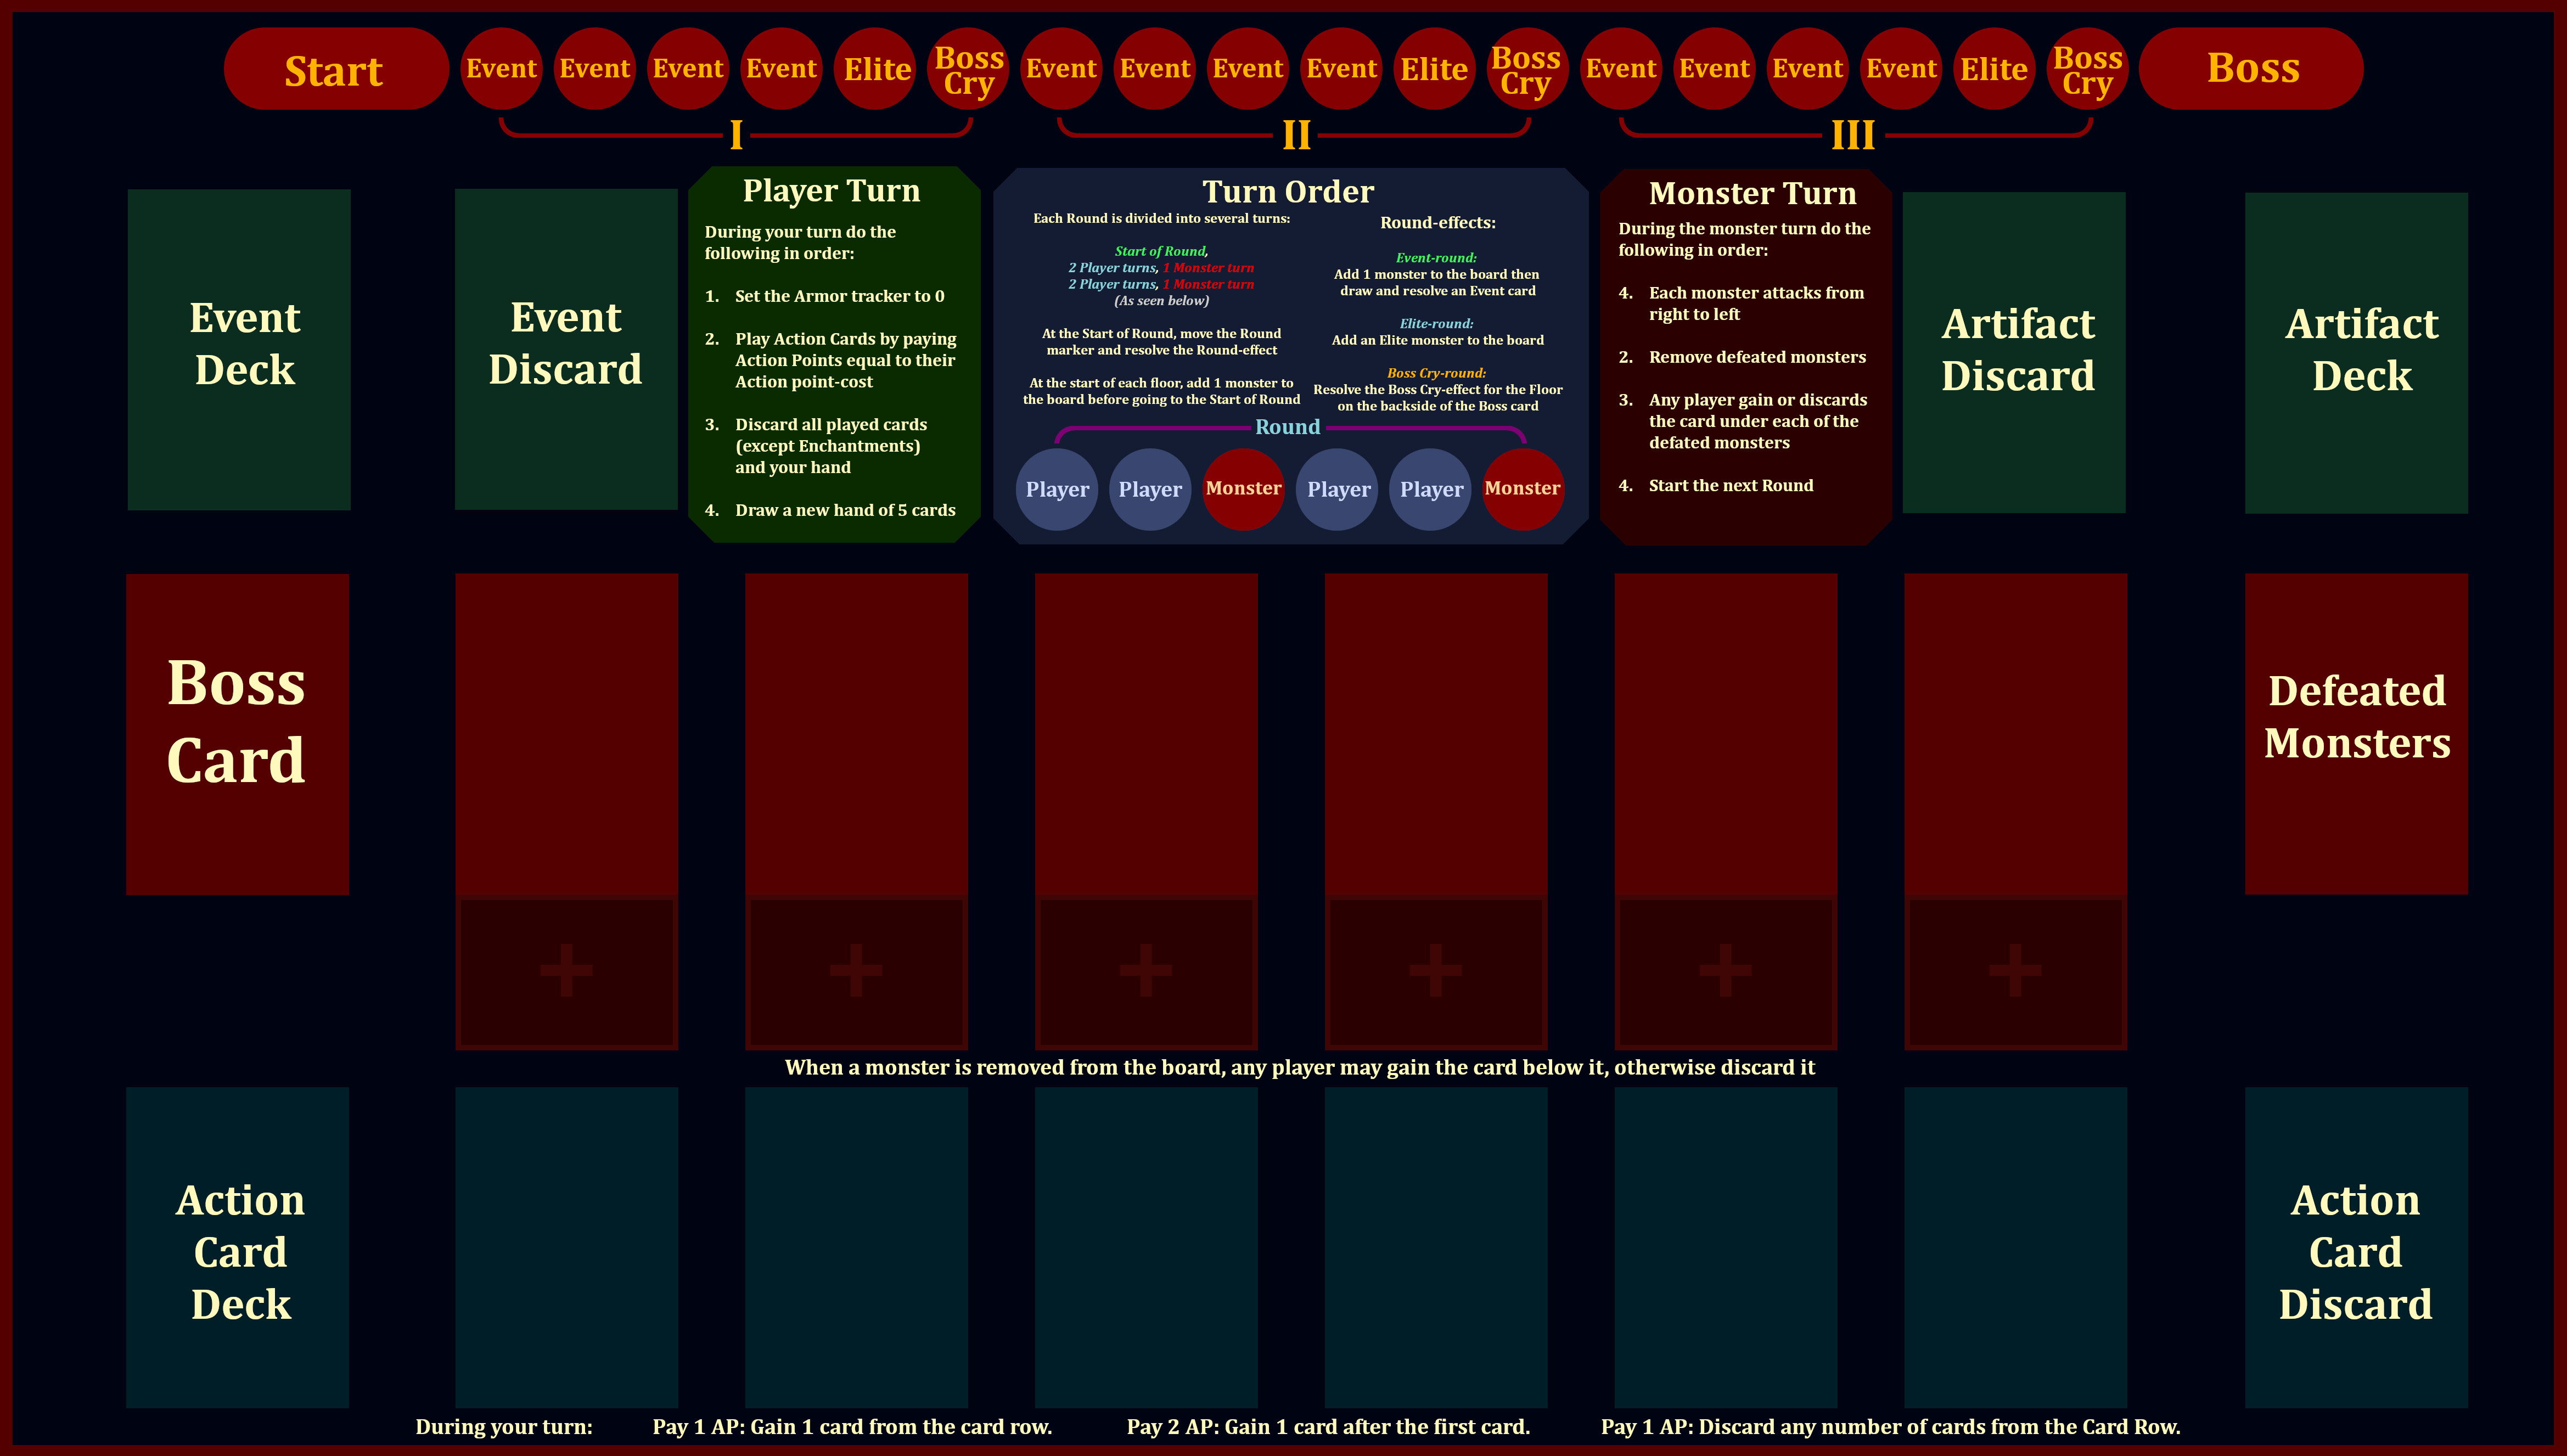 Start
Event
Event
Event
Event
Elite
Boss
Cry
Event
Event
Event
Event
Elite
Boss
Cry
Event
Event
Event
Event
Elite
Boss
Cry
Boss
I
II
III
Event
Deck
Event
Discard
Player Turn
During your turn do the
following in order:
1. Set the Armor tracker to 0
2. Play Action Cards by paying
Action Points equal to their
Action point-cost
3. Discard all played cards
(except Enchantments)
and your hand
4. Draw a new hand of 5 cards
Turn Order
Each Round is divided into several turns:
Start of Round,
2 Player turns, 1 Monster turn
2 Player turns, 1 Monster turn
(As seen below)
At the Start of Round, move the Round
marker and resolve the Round-effect
At the start of each floor, add 1 monster to
the board before going to the Start of Round
Round-effects:
Event-round:
Add 1 monster to the board then
draw and resolve an Event card
Elite-round:
Add an Elite monster to the board
Boss Cry-round:
Resolve the Boss Cry-effect for the Floor
on the backside of the Boss card
Round
Player
Player
Monster
Player
Player
Monster
Monster Turn
During the monster turn do the
following in order:
4. Each monster attacks from
right to left
2. Remove defeated monsters
3. Any player gain or discards
the card under each of the
defated monsters
4. Start the next Round
Artifact
Discard
Artifact
Deck
Boss
Card
Defeated
Monsters
+
+
+
+
+
+
When a monster is removed from the board, any player may gain the card below it, otherwise discard it
Action
Card
Deck
Action
Card
Discard
During your turn: Pay 1 AP: Gain 1 card from the card row. Pay 2 AP: Gain 1 card after the first card. Pay 1 AP: Discard any number of cards from the Card Row.